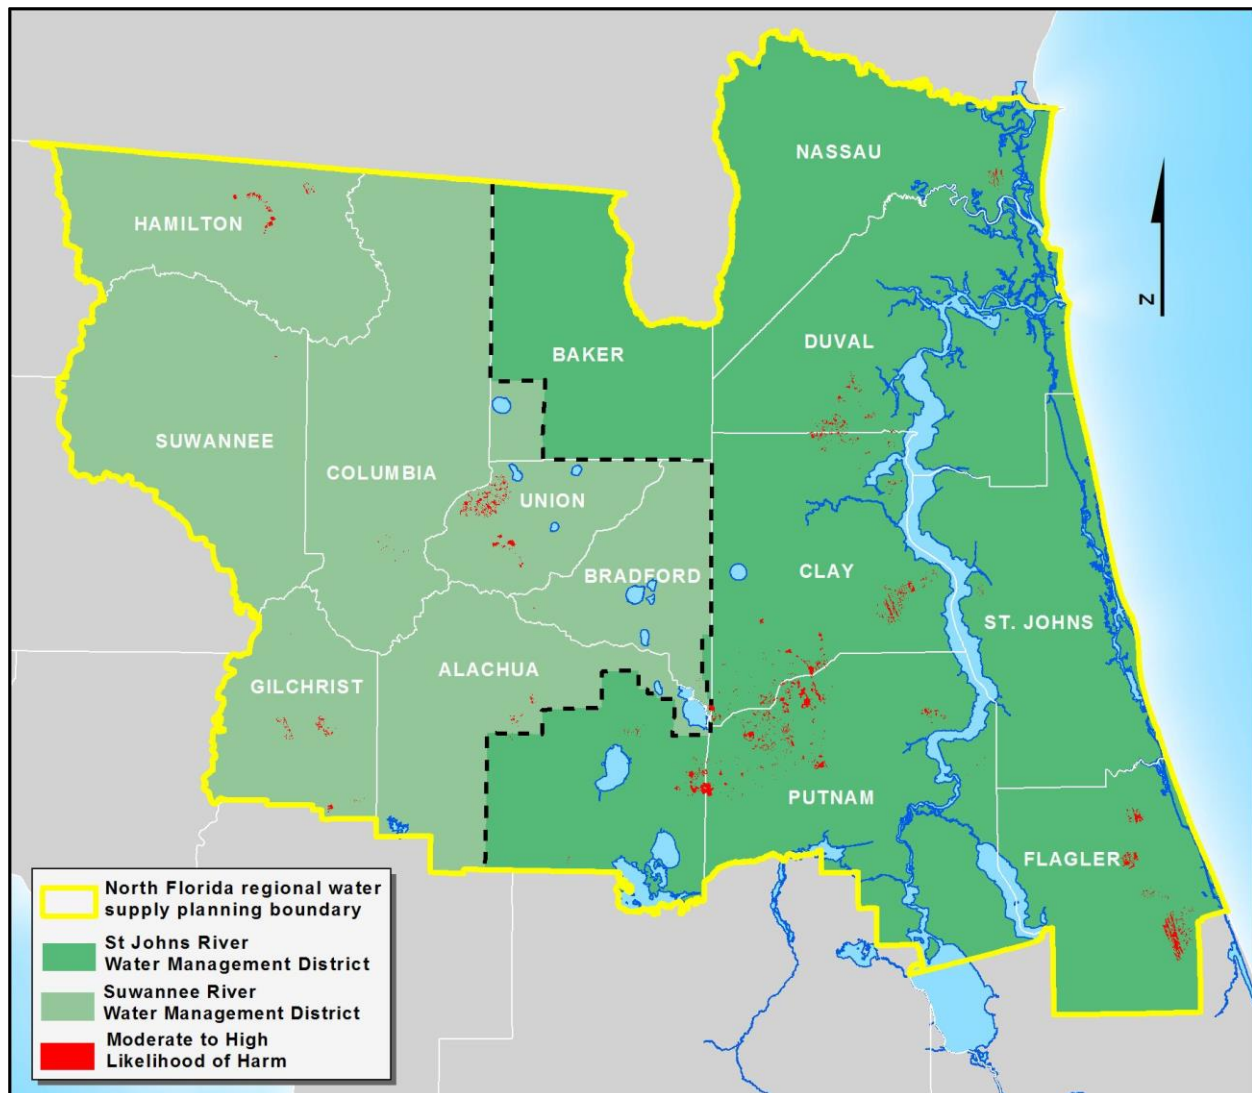 NASSAU
HAMILTON
N
DUVAL
BAKER
SUWANNEE
COLUMBIA
UNION
BRADFORD
CLAY
ST. JOHNS
ALACHUA
GILCHRIST
PUTNAM
FLAGLER
North Florida regional water
supply planning boundary
St Johns River
Water Management District
Suwannee River
Water Management District
Moderate to High
Likelihood of Harm